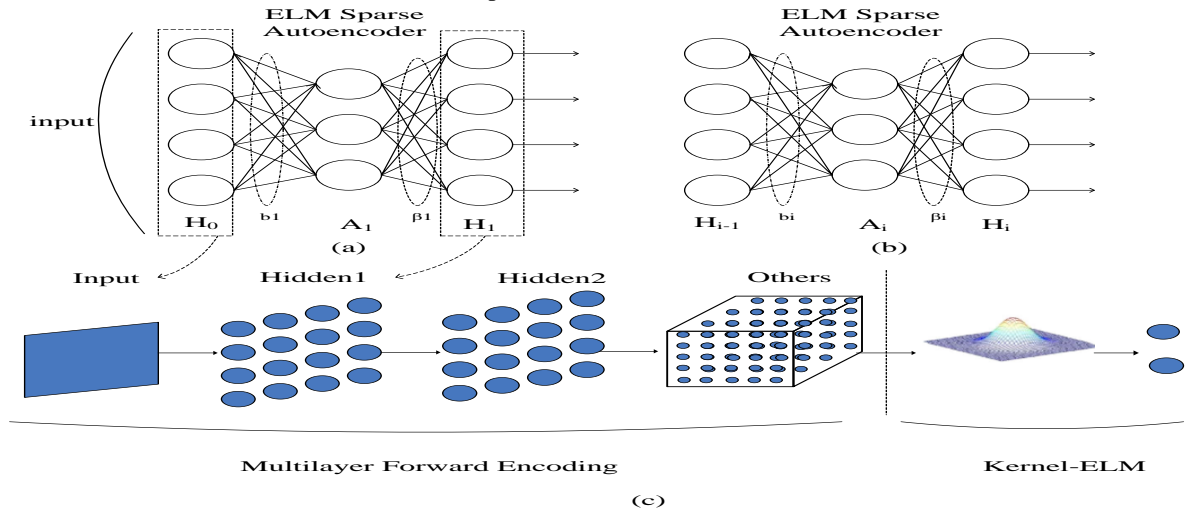 ELM Sparse
Autoencoder
ELM Sparse
Autoencoder
input
H₀
b1
A₁
β1
H₁
Hᵢ₋₁
bi
Aᵢ
βi
Hᵢ
(a)
(b)
Input
Hidden1
Hidden2
Others
Multilayer Forward Encoding
Kernel-ELM
(c)